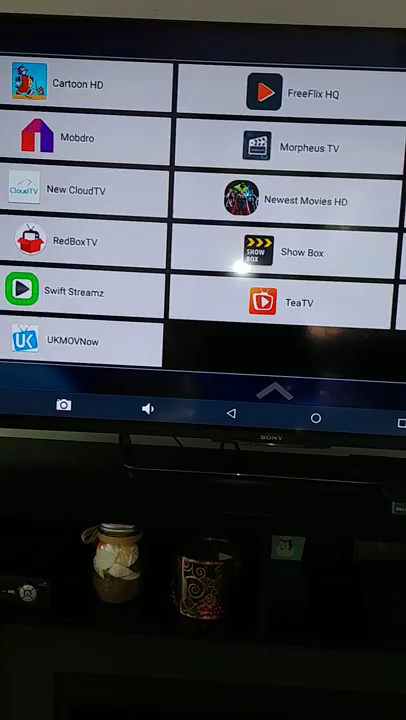 Cartoon HD
FreeFlix HQ
Mobdro
Morpheus TV
CloudTV
New CloudTV
Newest Movies HD
RedBoxTV
SHOW
BOX
Show Box
Swift Streamz
TeaTV
UK
UKMOVNow
SONY